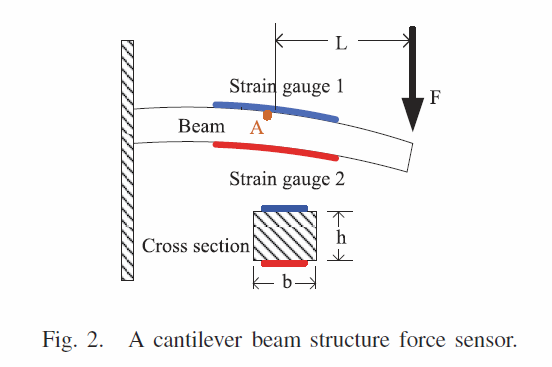 L
Strain gauge 1
F
Beam A
Strain gauge 2
Cross section
h
b
Fig. 2. A cantilever beam structure force sensor.